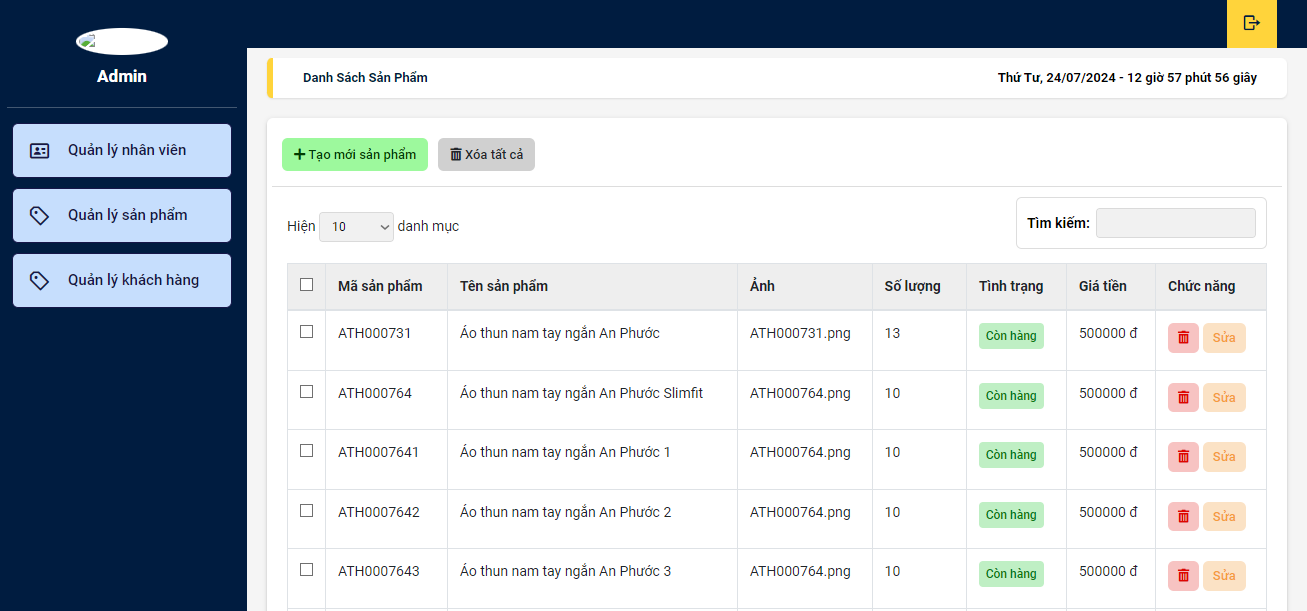 Admin
Quản lý nhân viên
Quản lý sản phẩm
Quản lý khách hàng
Danh Sách Sản Phẩm
Thứ Tư, 24/07/2024 - 12 giờ 57 phút 56 giây
Tạo mới sản phẩm
Xóa tất cả
Hiện 10 danh mục
Tìm kiếm:
Mã sản phẩm Tên sản phẩm Ảnh Số lượng Tình trạng Giá tiền Chức năng
ATH000731 Áo thun nam tay ngắn An Phước ATH000731.png 13 Còn hàng 500000 đ Sửa
ATH000764 Áo thun nam tay ngắn An Phước Slimfit ATH000764.png 10 Còn hàng 500000 đ Sửa
ATH0007641 Áo thun nam tay ngắn An Phước 1 ATH000764.png 10 Còn hàng 500000 đ Sửa
ATH0007642 Áo thun nam tay ngắn An Phước 2 ATH000764.png 10 Còn hàng 500000 đ Sửa
ATH0007643 Áo thun nam tay ngắn An Phước 3 ATH000764.png 10 Còn hàng 500000 đ Sửa